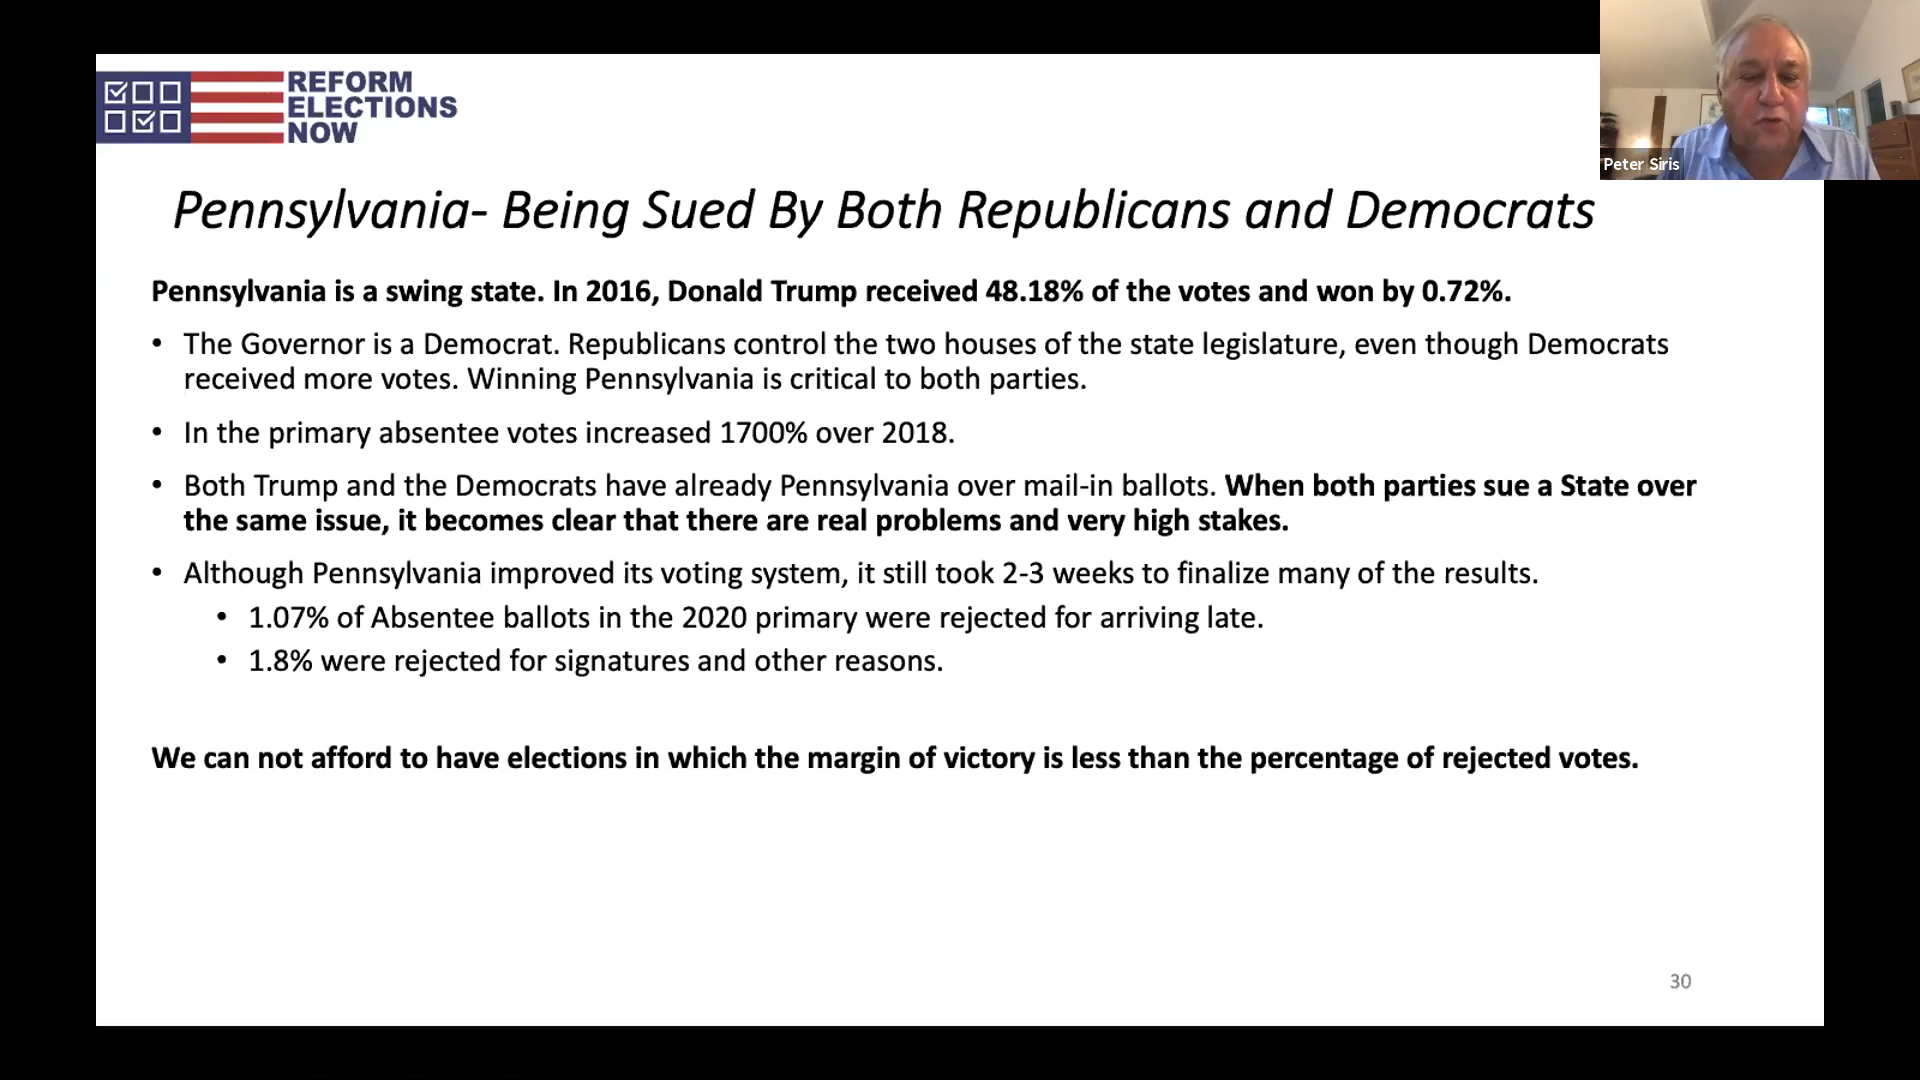 REFORM
ELECTIONS
NOW
Peter Siris
Pennsylvania- Being Sued By Both Republicans and Democrats
Pennsylvania is a swing state. In 2016, Donald Trump received 48.18% of the votes and won by 0.72%.
• The Governor is a Democrat. Republicans control the two houses of the state legislature, even though Democrats
received more votes. Winning Pennsylvania is critical to both parties.
• In the primary absentee votes increased 1700% over 2018.
• Both Trump and the Democrats have already Pennsylvania over mail-in ballots. When both parties sue a State over
the same issue, it becomes clear that there are real problems and very high stakes.
• Although Pennsylvania improved its voting system, it still took 2-3 weeks to finalize many of the results.
• 1.07% of Absentee ballots in the 2020 primary were rejected for arriving late.
• 1.8% were rejected for signatures and other reasons.
We can not afford to have elections in which the margin of victory is less than the percentage of rejected votes.
30